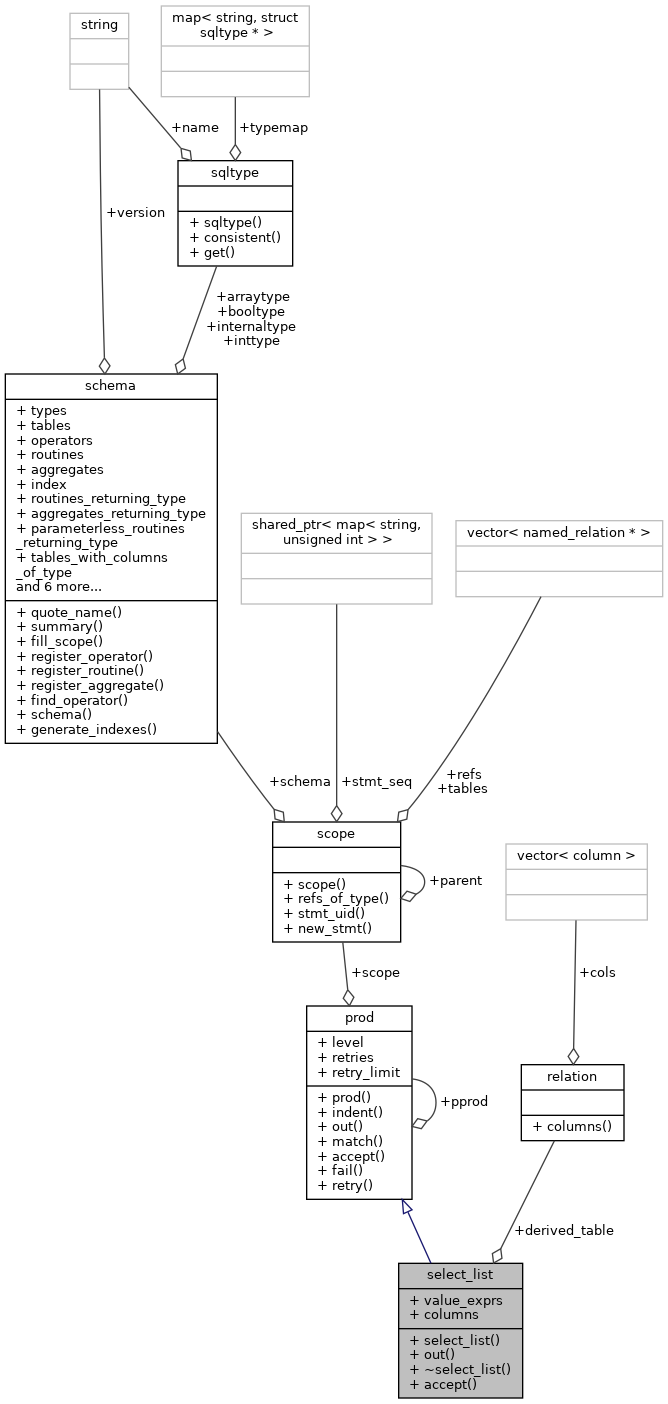 string
map< string, struct
sqltype * >
+name
+typemap
sqltype
+ sqltype()
+ consistent()
+ get()
+version
+arraytype
+booltype
+internaltype
+inttype
schema
+ types
+ tables
+ operators
+ routines
+ aggregates
+ index
+ routines_returning_type
+ aggregates_returning_type
+ parameterless_routines
_returning_type
+ tables_with_columns
_of_type
and 6 more...
+ quote_name()
+ summary()
+ fill_scope()
+ register_operator()
+ register_routine()
+ register_aggregate()
+ find_operator()
+ schema()
+ generate_indexes()
shared_ptr< map< string,
unsigned int > >
vector< named_relation * >
+schema
+stmt_seq
+refs
+tables
scope
+ scope()
+ refs_of_type()
+ stmt_uid()
+ new_stmt()
+parent
vector< column >
+scope
+cols
prod
+ level
+ retries
+ retry_limit
+ prod()
+ indent()
+ out()
+ match()
+ accept()
+ fail()
+ retry()
+pprod
relation
+ columns()
+derived_table
select_list
+ value_exprs
+ columns
+ select_list()
+ out()
+ ~select_list()
+ accept()